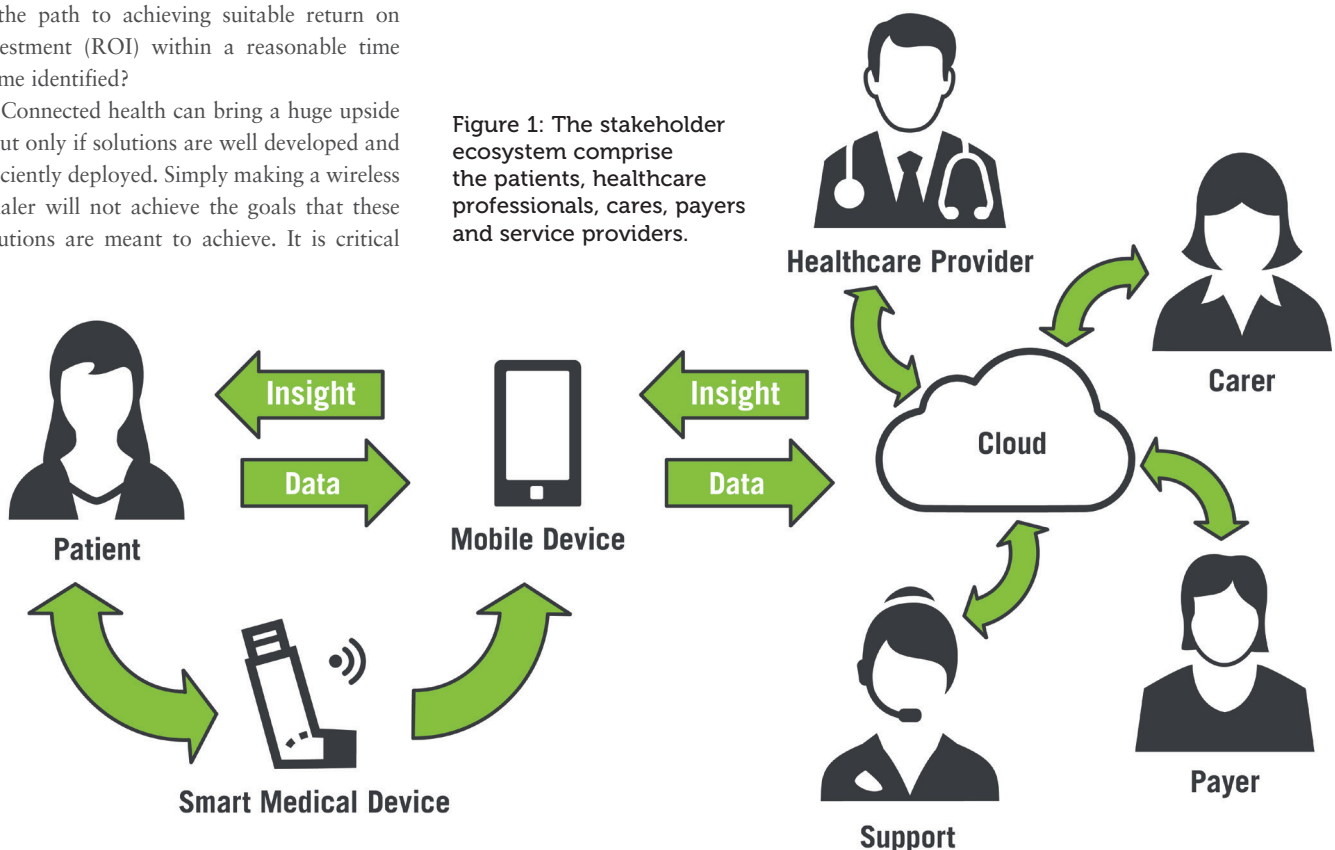 the path to achieving suitable return on
estment (ROI) within a reasonable time
me identified?
Connected health can bring a huge upside
ut only if solutions are well developed and
ciently deployed. Simply making a wireless
aler will not achieve the goals that these
utions are meant to achieve. It is critical
Figure 1: The stakeholder
ecosystem comprise
the patients, healthcare
professionals, cares, payers
and service providers.
Healthcare Provider
Carer
Insight
Insight
Cloud
Data
Data
Patient
Mobile Device
Smart Medical Device
Payer
Support